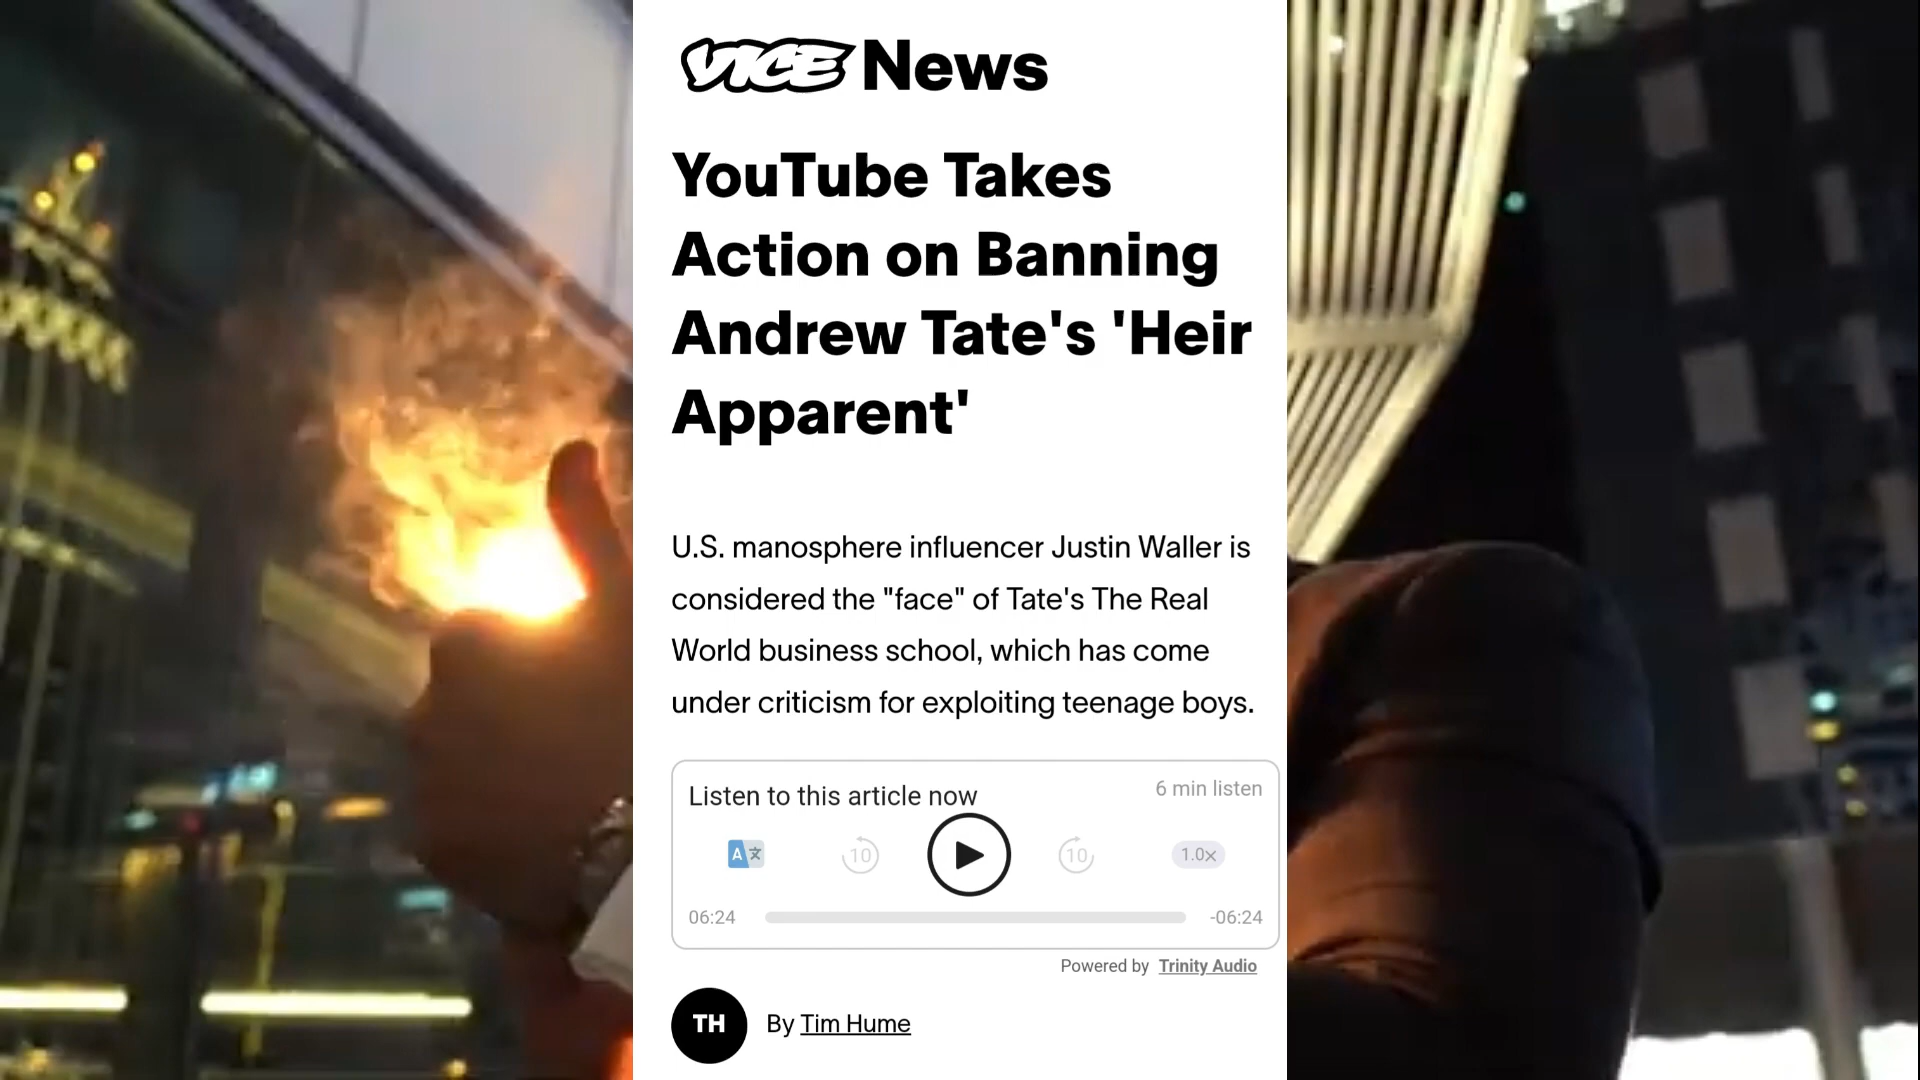 VICE News
YouTube Takes
Action on Banning
Andrew Tate's 'Heir
Apparent'
U.S. manosphere influencer Justin Waller is
considered the "face" of Tate's The Real
World business school, which has come
under criticism for exploiting teenage boys.
Listen to this article now
6 min listen
A 文
10
10
1.0×
06:24
-06:24
Powered by Trinity Audio
TH
By Tim Hume